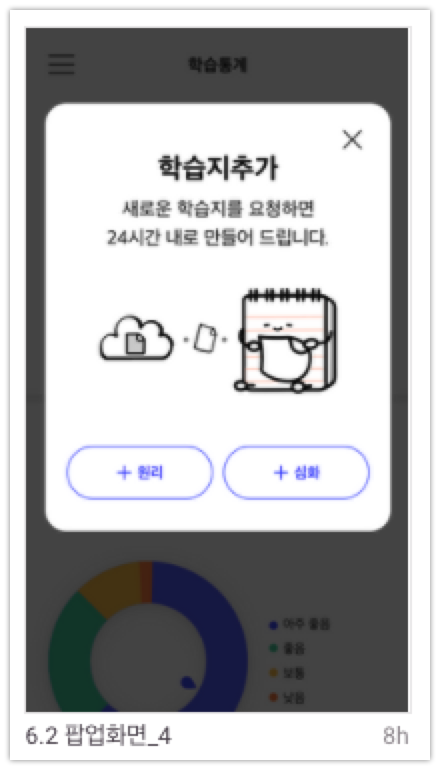 학습통계
학습지추가
새로운 학습지를 요청하면
24시간 내로 만들어 드립니다.
+ 원리
+ 심화
아주 좋음
좋음
보통
낮음
6.2 팝업화면_4
8h